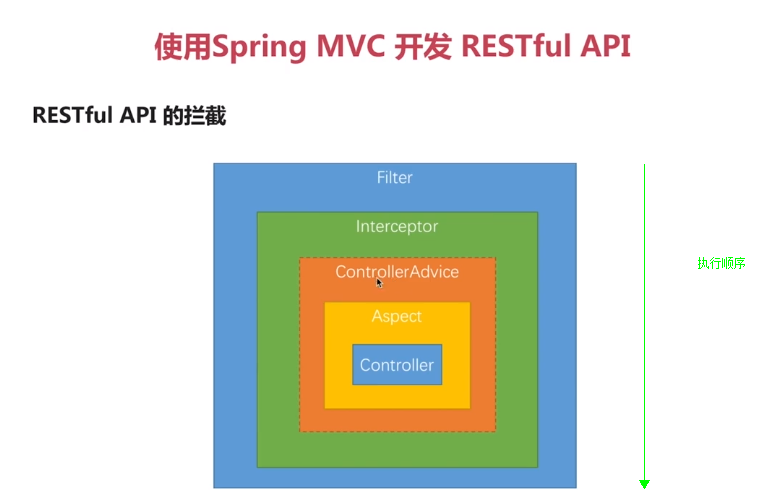 使用Spring MVC 开发 RESTful API
RESTful API 的拦截
Filter
Interceptor
执行顺序
ControllerAdvice
Aspect
Controller